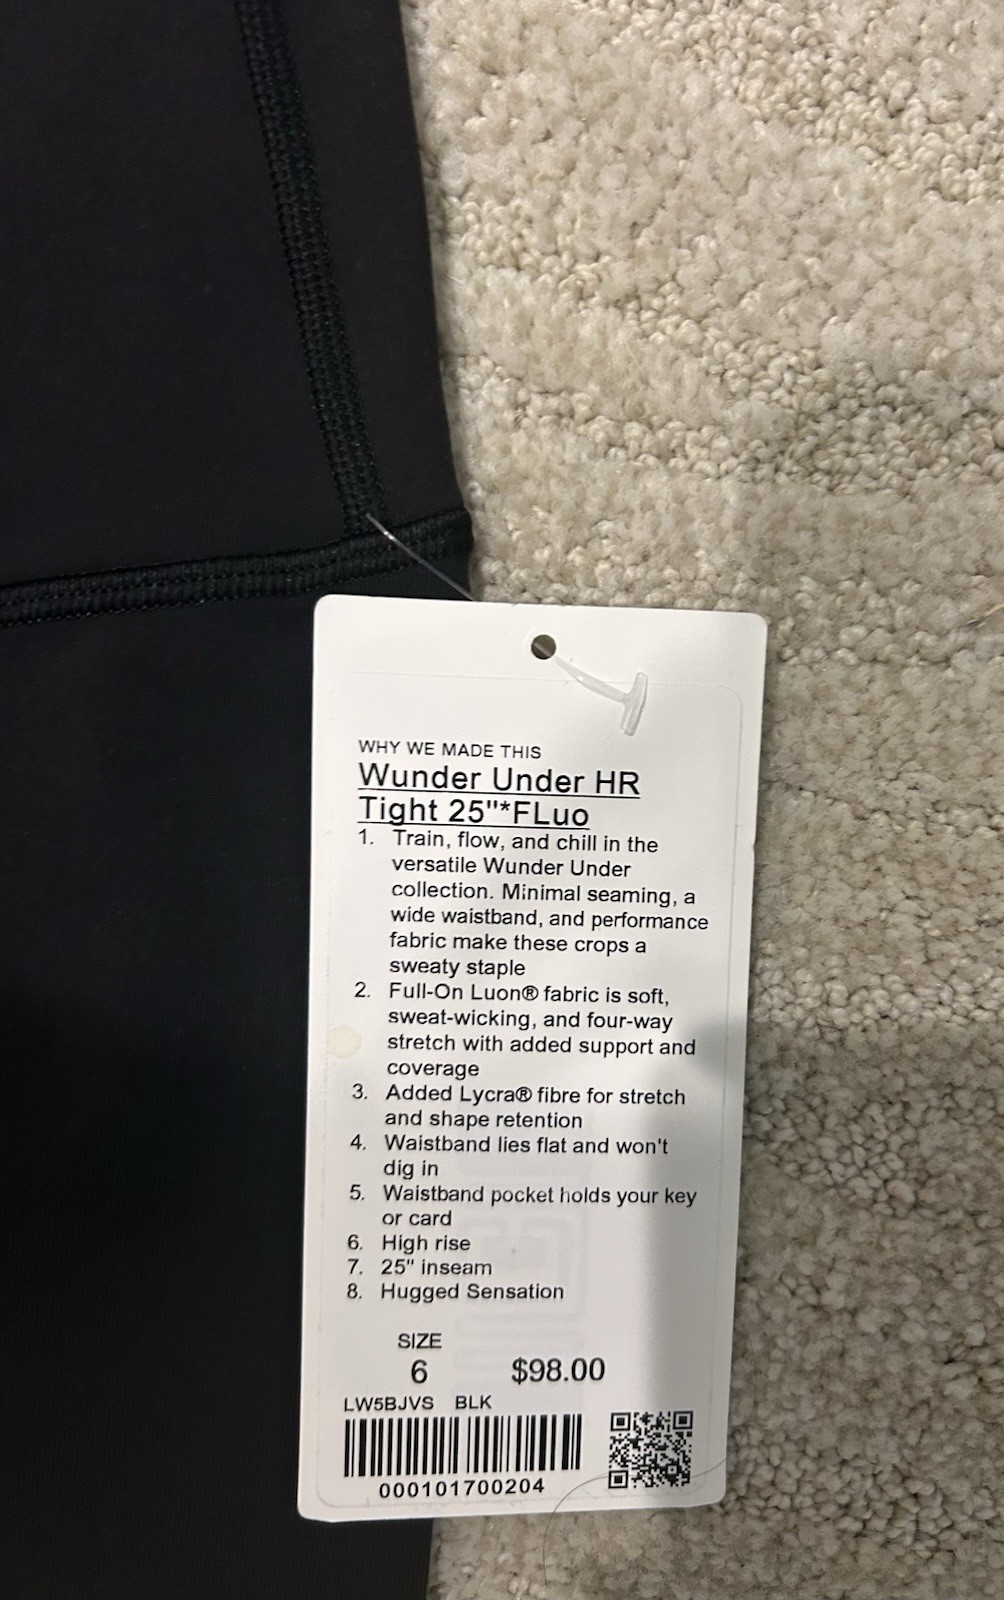 WHY WE MADE THIS
Wunder Under HR
Tight 25"*FLuo
1. Train, flow, and chill in the
versatile Wunder Under
collection. Minimal seaming, a
wide waistband, and performance
fabric make these crops a
sweaty staple
2. Full-On Luon® fabric is soft,
sweat-wicking, and four-way
stretch with added support and
coverage
3. Added Lycra® fibre for stretch
and shape retention
4. Waistband lies flat and won't
dig in
5. Waistband pocket holds your key
or card
6. High rise
7. 25" inseam
8. Hugged Sensation
SIZE
6 $98.00
LW5BJVS BLK
000101700204